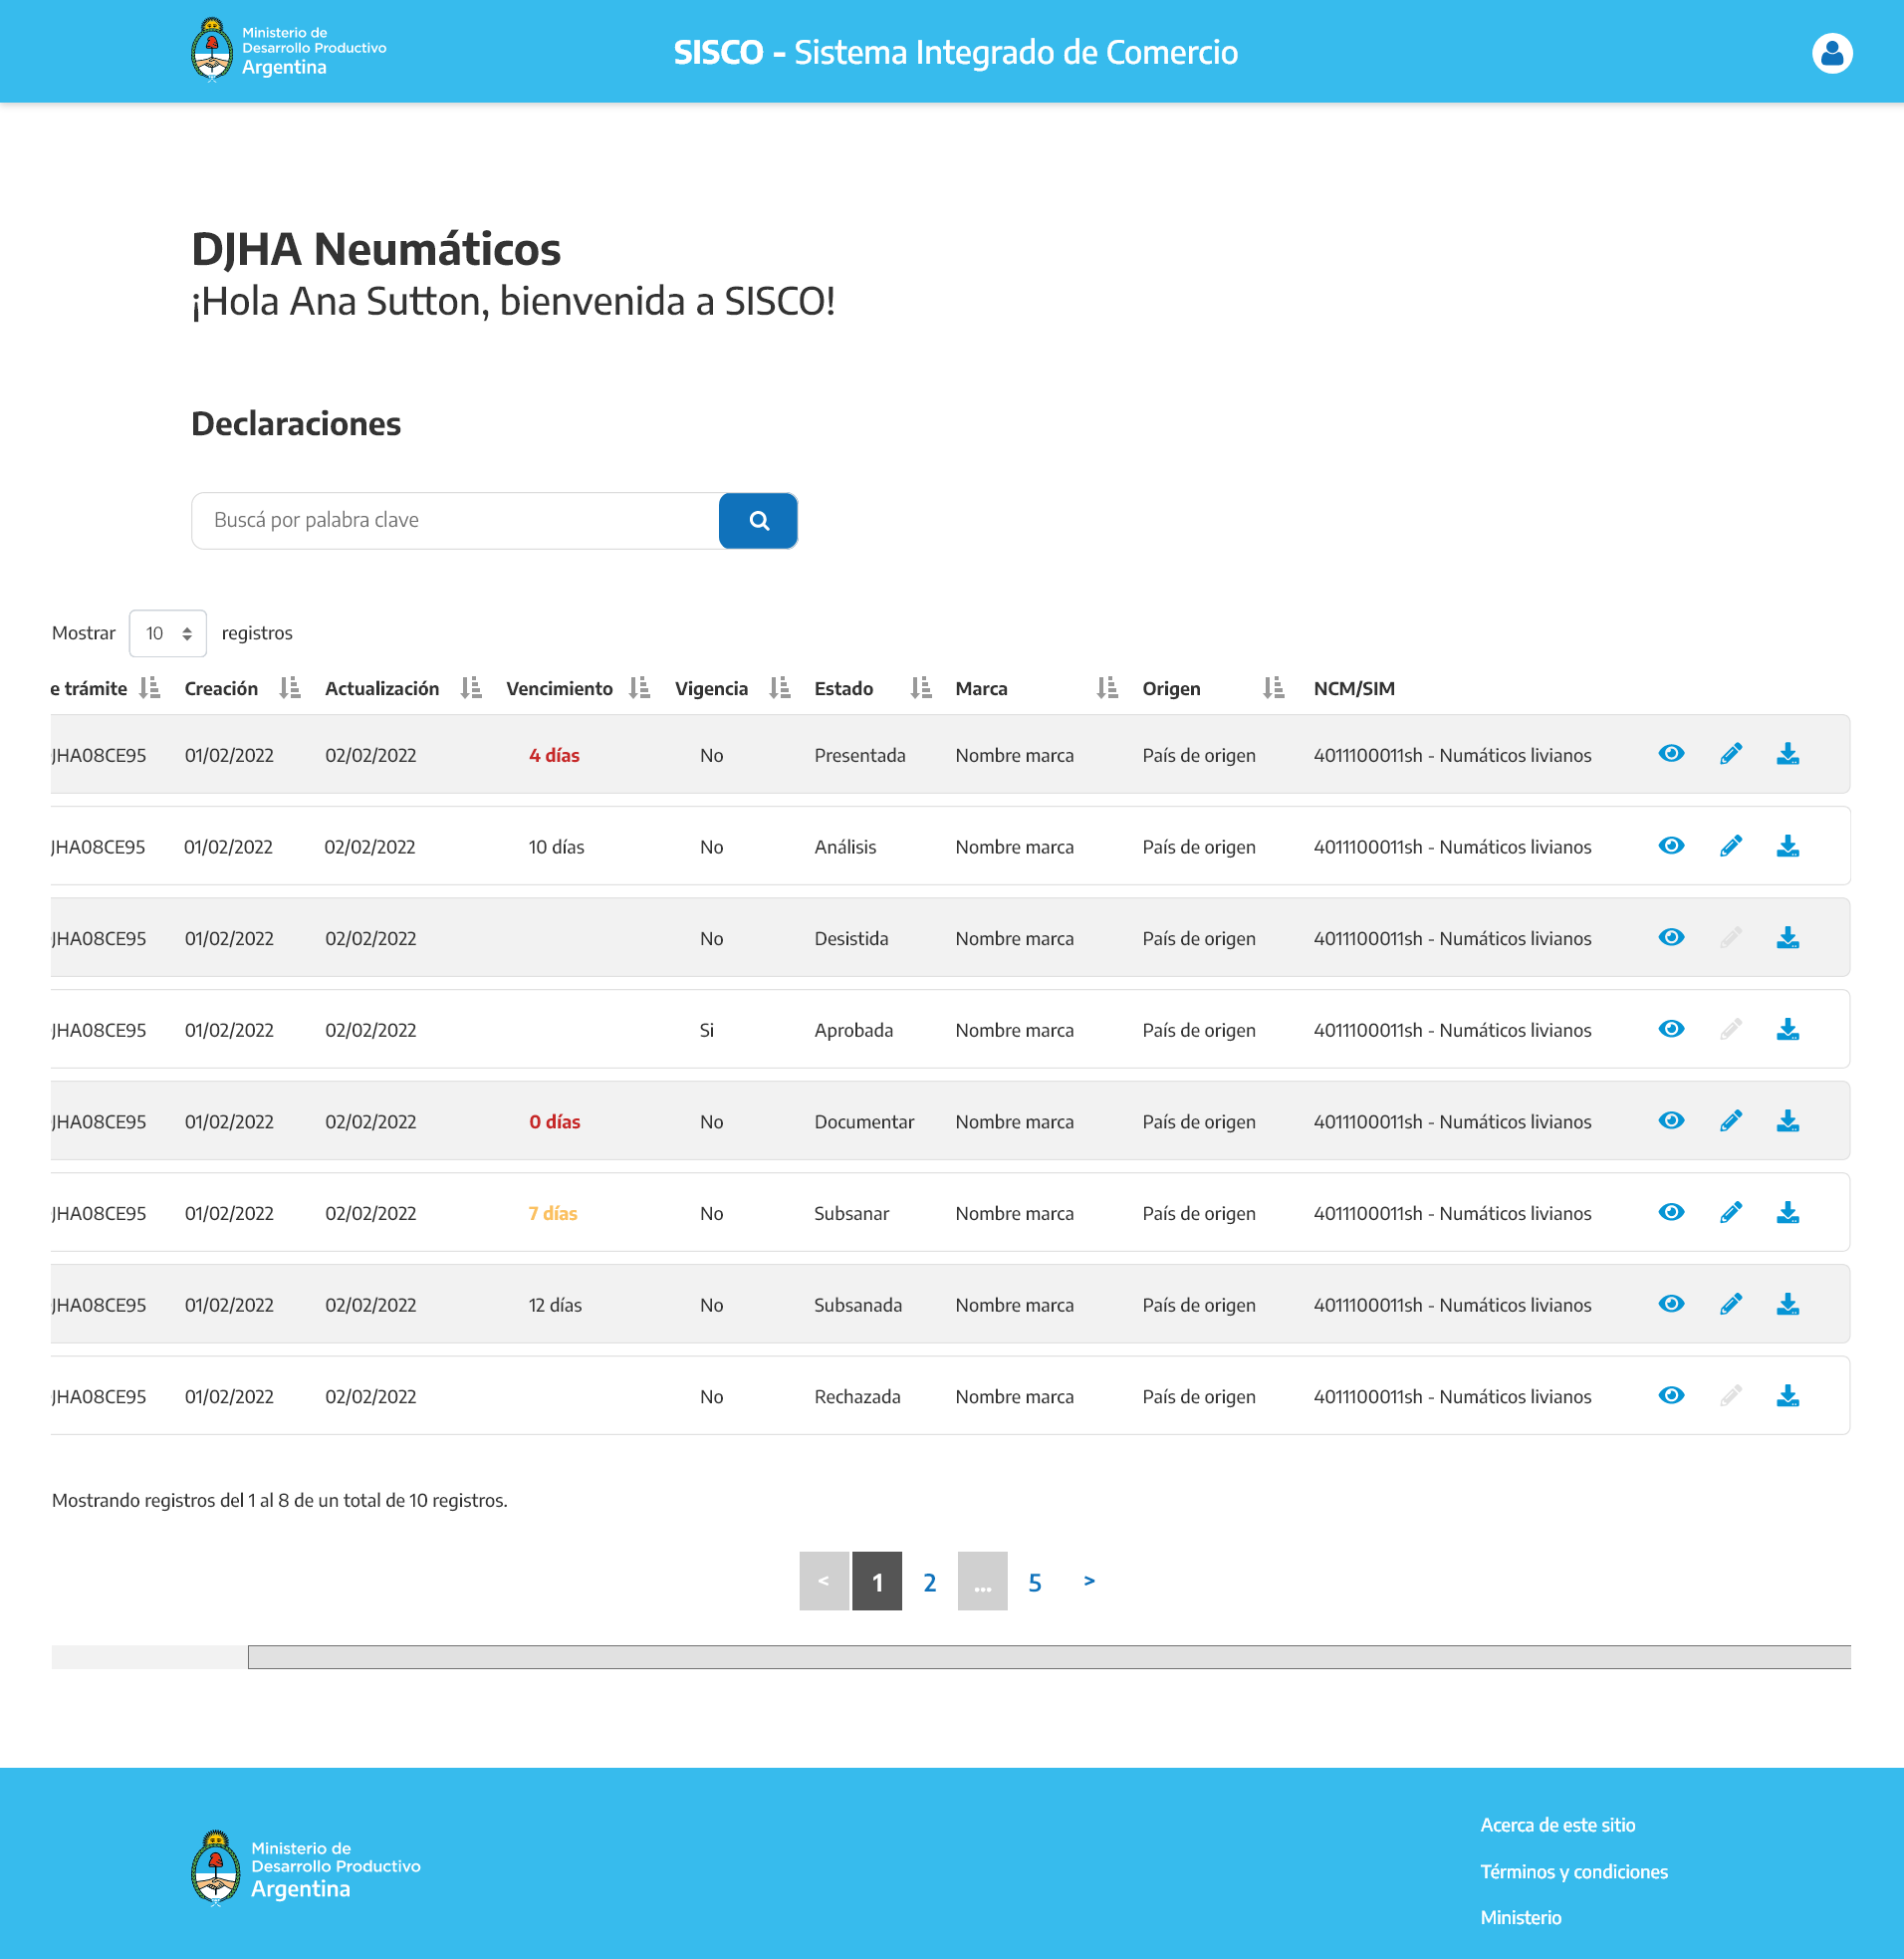 Ministerio de
Desarrollo Productivo
Argentina
SISCO - Sistema Integrado de Comercio
DJHA Neumáticos
¡Hola Ana Sutton, bienvenida a SISCO!
Declaraciones
Buscá por palabra clave
Mostrar 10 registros
e trámite Creación Actualización Vencimiento Vigencia Estado Marca Origen NCM/SIM
JHA08CE95 01/02/2022 02/02/2022 4 días No Presentada Nombre marca País de origen 4011100011sh - Numáticos livianos
JHA08CE95 01/02/2022 02/02/2022 10 días No Análisis Nombre marca País de origen 4011100011sh - Numáticos livianos
JHA08CE95 01/02/2022 02/02/2022 No Desistida Nombre marca País de origen 4011100011sh - Numáticos livianos
JHA08CE95 01/02/2022 02/02/2022 Si Aprobada Nombre marca País de origen 4011100011sh - Numáticos livianos
JHA08CE95 01/02/2022 02/02/2022 0 días No Documentar Nombre marca País de origen 4011100011sh - Numáticos livianos
JHA08CE95 01/02/2022 02/02/2022 7 días No Subsanar Nombre marca País de origen 4011100011sh - Numáticos livianos
JHA08CE95 01/02/2022 02/02/2022 12 días No Subsanada Nombre marca País de origen 4011100011sh - Numáticos livianos
JHA08CE95 01/02/2022 02/02/2022 No Rechazada Nombre marca País de origen 4011100011sh - Numáticos livianos
Mostrando registros del 1 al 8 de un total de 10 registros.
< 1 2 ... 5 >
Ministerio de
Desarrollo Productivo
Argentina
Acerca de este sitio
Términos y condiciones
Ministerio